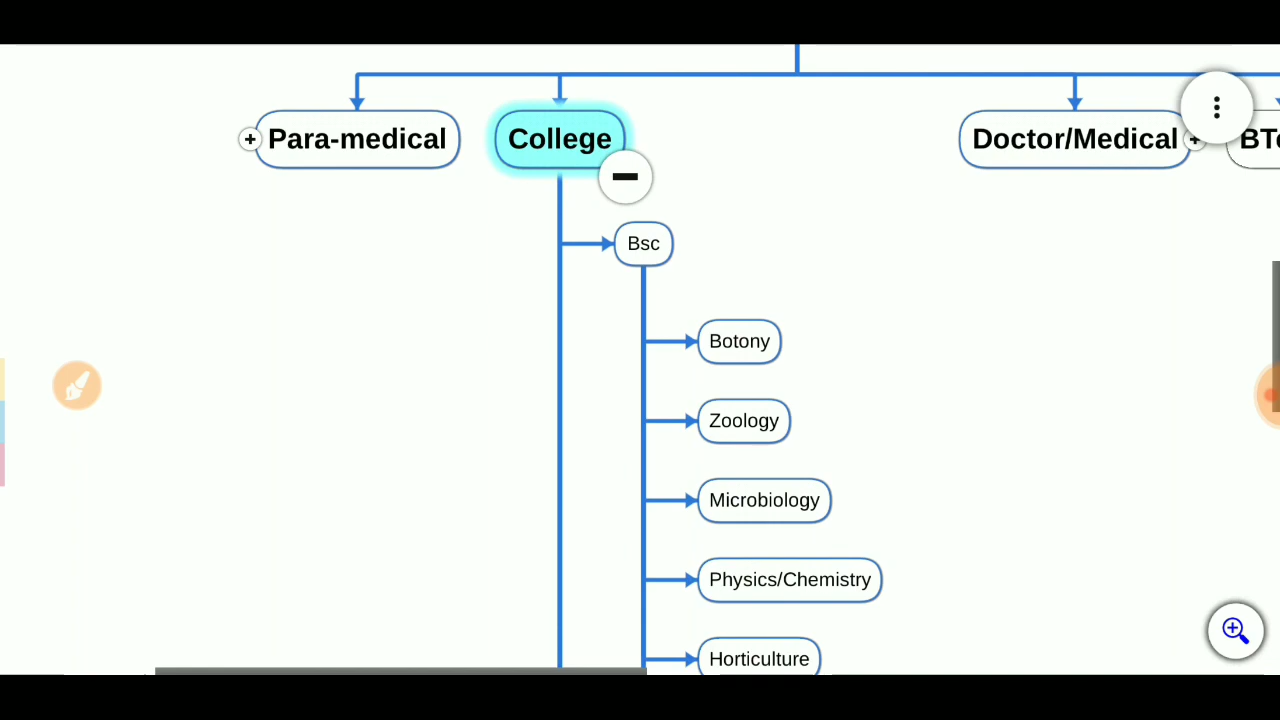 Para-medical
College
Doctor/Medical
Bsc
Botony
Zoology
Microbiology
Physics/Chemistry
Horticulture